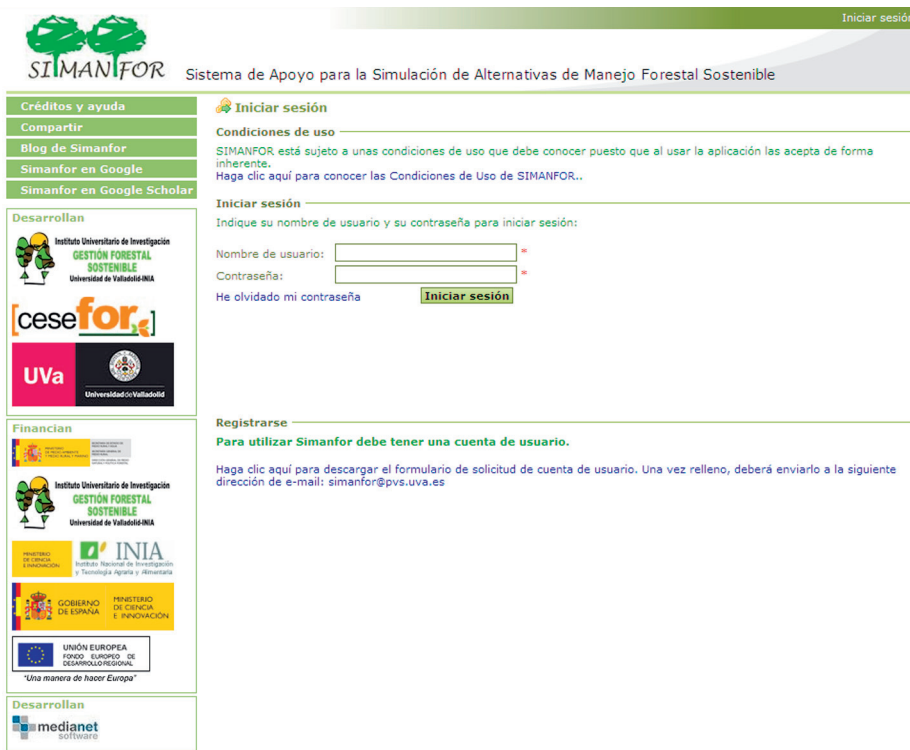 Iniciar sesión
SIMANFOR
Sistema de Apoyo para la Simulación de Alternativas de Manejo Forestal Sostenible
Créditos y ayuda
Compartir
Blog de Simanfor
Simanfor en Google
Simanfor en Google Scholar
Desarrollan
Instituto Universitario de Investigación
GESTIÓN FORESTAL
SOSTENIBLE
Universidad de Valladolid-INIA
[cesefor]
UVa
Universidad de Valladolid
Financian
Instituto Universitario de Investigación
GESTIÓN FORESTAL
SOSTENIBLE
Universidad de Valladolid-INIA
MINISTERIO
DE CIENCIA
E INNOVACIÓN
INIA
Instituto Nacional de Investigación
y Tecnología Agraria y Alimentaria
GOBIERNO
DE ESPAÑA
MINISTERIO
DE CIENCIA
E INNOVACIÓN
UNIÓN EUROPEA
FONDO EUROPEO DE
DESARROLLO REGIONAL
"Una manera de hacer Europa"
Desarrollan
medianet
software
Iniciar sesión
Condiciones de uso
SIMANFOR está sujeto a unas condiciones de uso que debe conocer puesto que al usar la aplicación las acepta de forma
inherente.
Haga clic aquí para conocer las Condiciones de Uso de SIMANFOR..
Iniciar sesión
Indique su nombre de usuario y su contraseña para iniciar sesión:
Nombre de usuario: *
Contraseña: *
He olvidado mi contraseña Iniciar sesión
Registrarse
Para utilizar Simanfor debe tener una cuenta de usuario.
Haga clic aquí para descargar el formulario de solicitud de cuenta de usuario. Una vez relleno, deberá enviarlo a la siguiente
dirección de e-mail: simanfor@pvs.uva.es